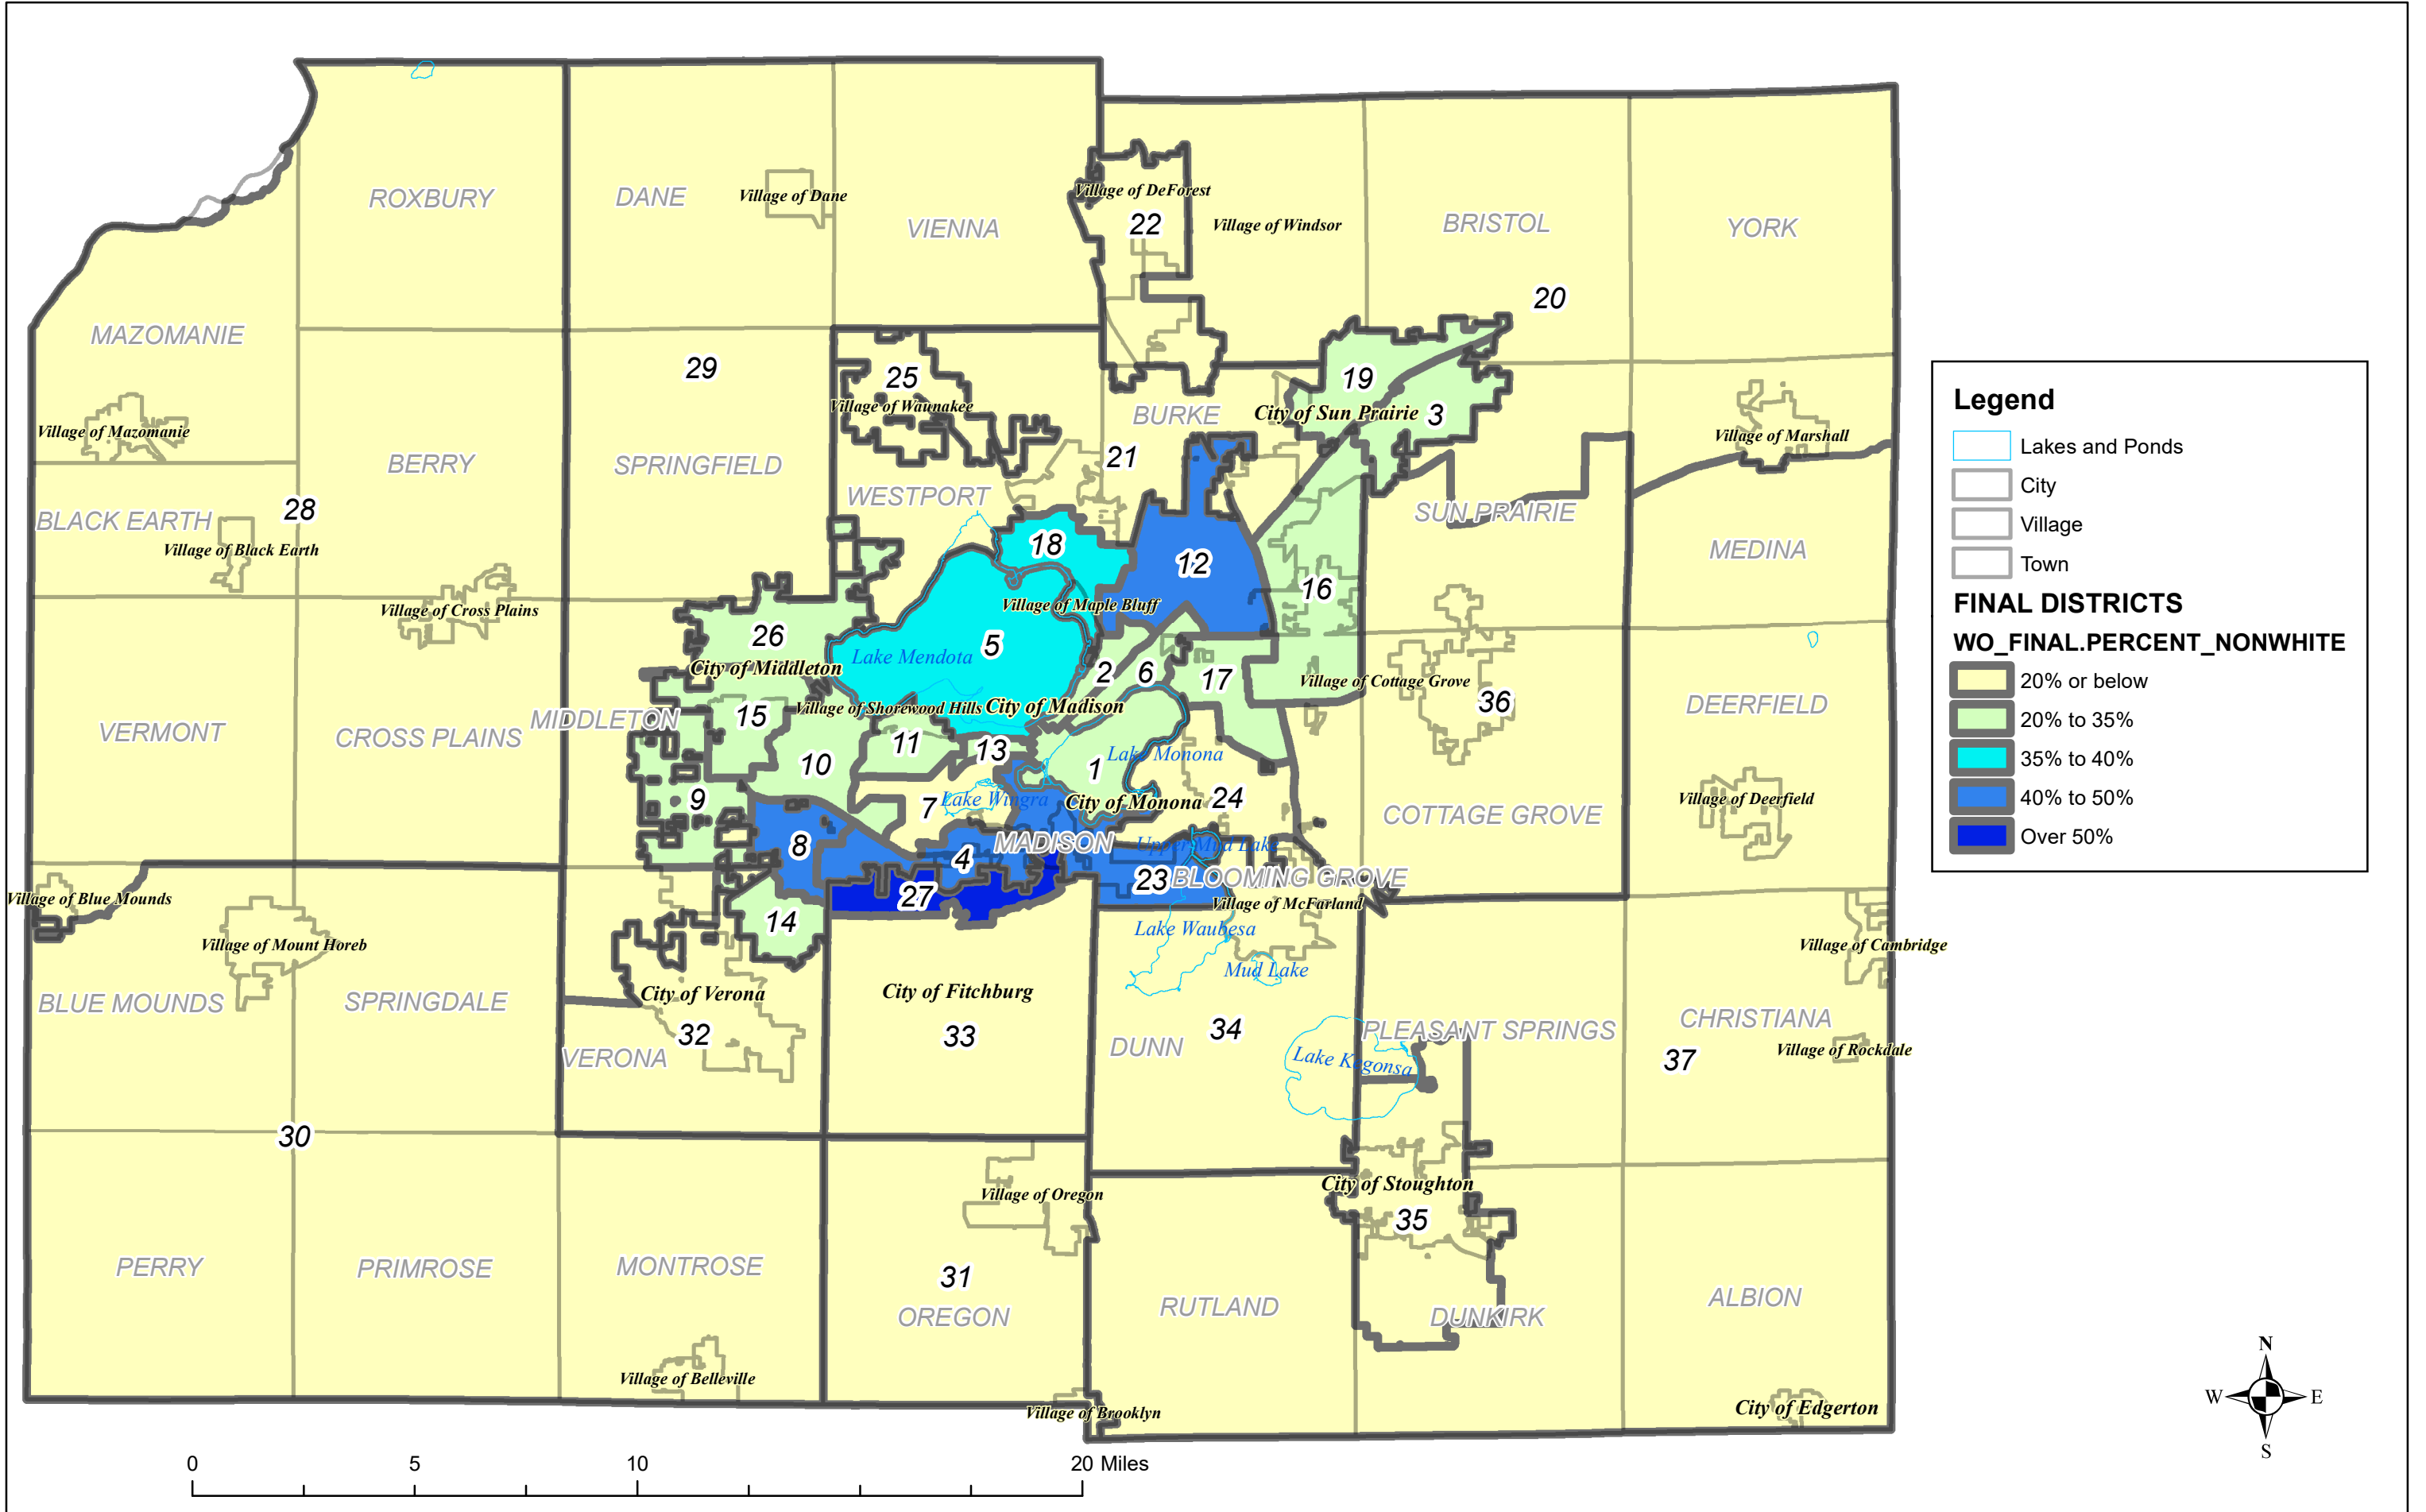 ROXBURY
DANE
Village of Dane
VIENNA
Village of DeForest
22
Village of Windsor
BRISTOL
YORK
20
MAZOMANIE
29
25
Village of Waunakee
BURKE
19
City of Sun Prairie
3
Village of Mazomanie
Village of Marshall
BERRY
SPRINGFIELD
21
WESTPORT
28
BLACK EARTH
Village of Black Earth
SUN PRAIRIE
MEDINA
18
12
16
Village of Cross Plains
Village of Maple Bluff
26
5
Lake Mendota
City of Middleton
2
6
17
Village of Cottage Grove
36
DEERFIELD
VERMONT
CROSS PLAINS
MIDDLETON
15
Village of Shorewood Hills
City of Madison
11
13
10
Lake Monona
1
9
7
Lake Wingra
City of Monona
24
Village of Deerfield
COTTAGE GROVE
8
4
MADISON
Upper Mud Lake
23
BLOOMING GROVE
27
Village of McFarland
Village of Blue Mounds
14
Lake Waubesa
Village of Mount Horeb
Village of Cambridge
Mud Lake
BLUE MOUNDS
SPRINGDALE
City of Verona
City of Fitchburg
32
33
VERONA
DUNN
34
PLEASANT SPRINGS
CHRISTIANA
Lake Kegonsa
37
Village of Rockdale
30
City of Stoughton
Village of Oregon
35
PERRY
PRIMROSE
MONTROSE
31
OREGON
RUTLAND
DUNKIRK
ALBION
Village of Belleville
Village of Brooklyn
City of Edgerton
0 5 10 20 Miles
Legend
Lakes and Ponds
City
Village
Town
FINAL DISTRICTS
WO_FINAL.PERCENT_NONWHITE
20% or below
20% to 35%
35% to 40%
40% to 50%
Over 50%
N
W E
S